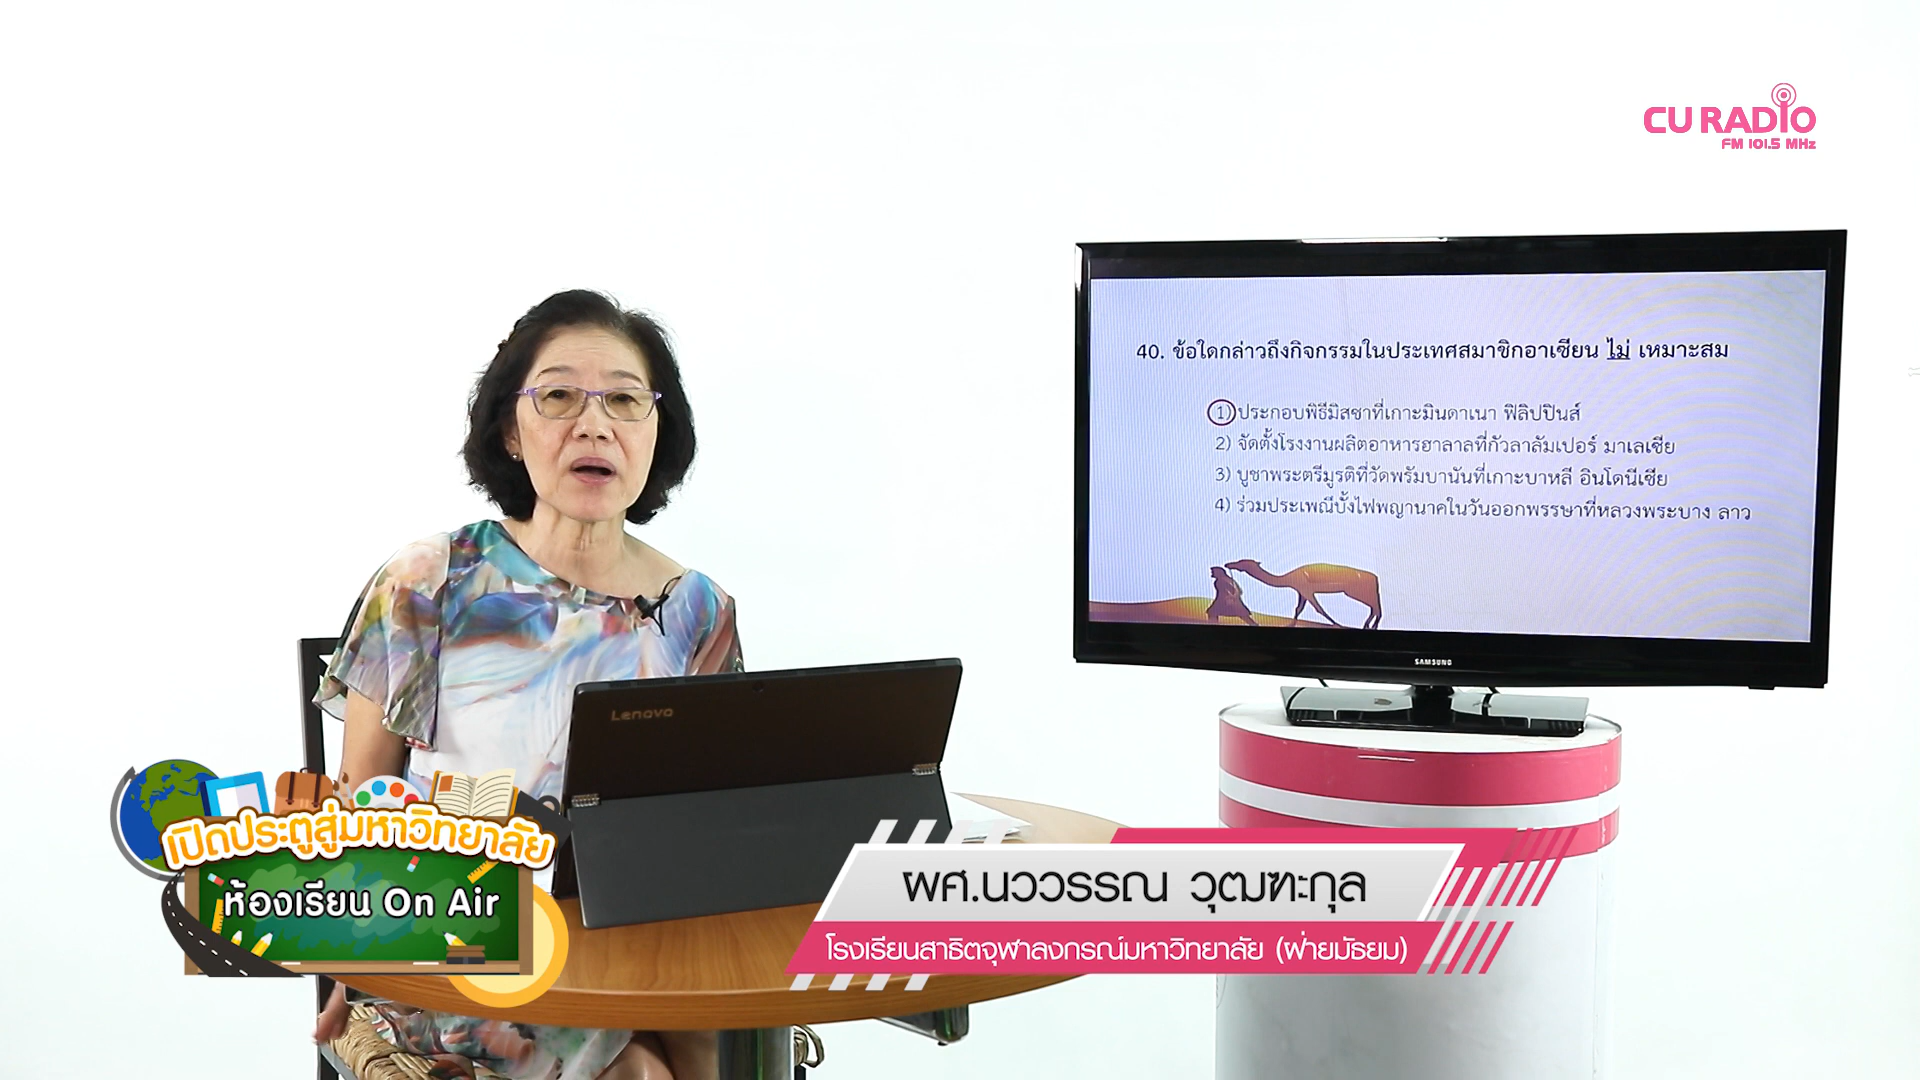 CU RADIO
FM 101.5 MHz
40. ข้อใดกล่าวถึงกิจกรรมในประเทศสมาชิกอาเซียน ไม่ เหมาะสม
1) ประกอบพิธีมิสซาที่เกาะมินดาเนา ฟิลิปปินส์
2) จัดตั้งโรงงานผลิตอาหารฮาลาลที่กัวลาลัมเปอร์ มาเลเซีย
3) บูชาพระตรีมูรติที่วัดพรัมบานันที่เกาะบาหลี อินโดนีเซีย
4) ร่วมประเพณีบั้งไฟพญานาคในวันออกพรรษาที่หลวงพระบาง ลาว
SAMSUNG
Lenovo
เปิดประตูสู่มหาวิทยาลัย
ห้องเรียน On Air
ผศ.นววรรณ วุฒฑะกุล
โรงเรียนสาธิตจุฬาลงกรณ์มหาวิทยาลัย (ฝ่ายมัธยม)